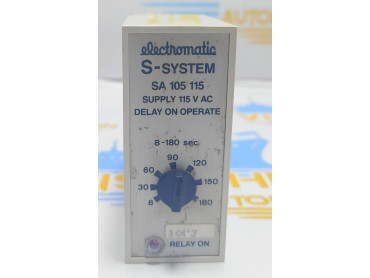 electromatic
S-SYSTEM
SA 105 115
SUPPLY 115 V AC
DELAY ON OPERATE
8-180 sec.
90
60 120
30 150
8 180
RELAY ON